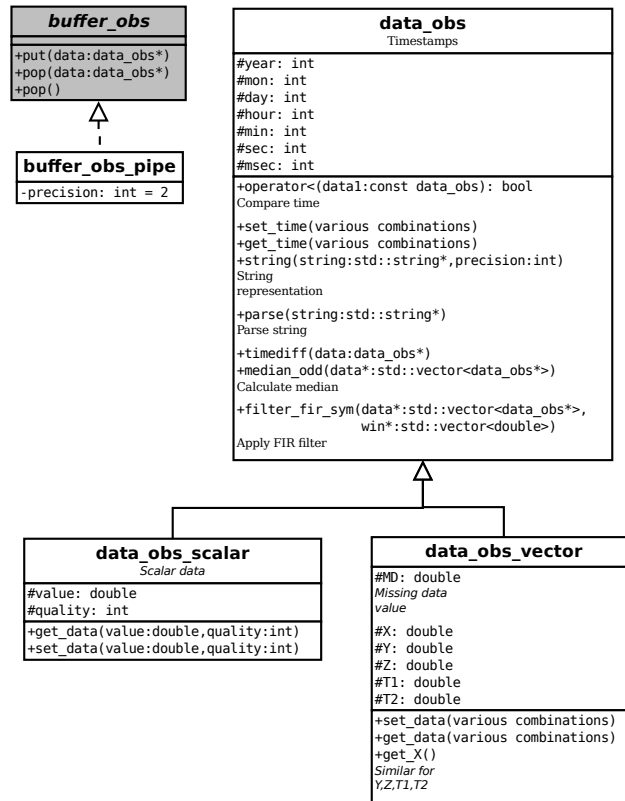 buffer_obs
+put(data:data_obs*)
+pop(data:data_obs*)
+pop()
buffer_obs_pipe
-precision: int = 2
data_obs
Timestamps
#year: int
#mon: int
#day: int
#hour: int
#min: int
#sec: int
#msec: int
+operator<(data1:const data_obs): bool
Compare time
+set_time(various combinations)
+get_time(various combinations)
+string(string:std::string*,precision:int)
String
representation
+parse(string:std::string*)
Parse string
+timediff(data:data_obs*)
+median_odd(data*:std::vector<data_obs*>)
Calculate median
+filter_fir_sym(data*:std::vector<data_obs*>,
win*:std::vector<double>)
Apply FIR filter
data_obs_scalar
Scalar data
#value: double
#quality: int
+get_data(value:double,quality:int)
+set_data(value:double,quality:int)
data_obs_vector
#MD: double
Missing data
value
#X: double
#Y: double
#Z: double
#T1: double
#T2: double
+set_data(various combinations)
+get_data(various combinations)
+get_X()
Similar for
Y,Z,T1,T2